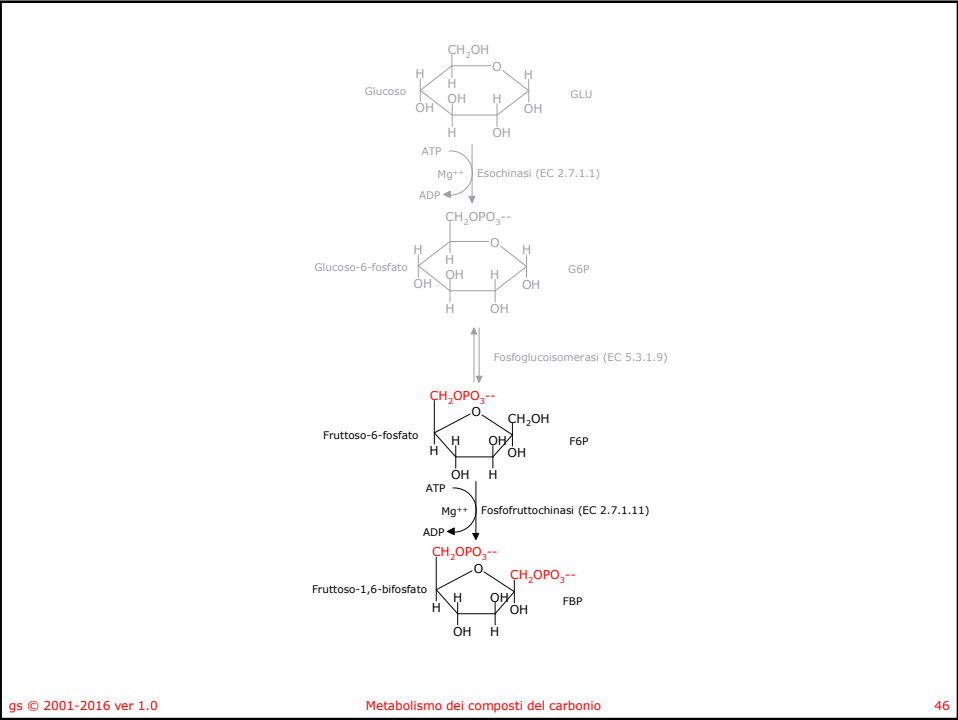 CH₂OH
O
H H
H
Glucoso GLU
OH H
OH OH
H OH
ATP
Mg⁺⁺ Esochinasi (EC 2.7.1.1)
ADP
CH₂OPO₃--
O
H H
H
Glucoso-6-fosfato G6P
OH H
OH OH
H OH
Fosfoglucoisomerasi (EC 5.3.1.9)
CH₂OPO₃--
O CH₂OH
Fruttoso-6-fosfato F6P
H OH
H OH
OH H
ATP
Mg⁺⁺ Fosfofruttochinasi (EC 2.7.1.11)
ADP
CH₂OPO₃--
O CH₂OPO₃--
Fruttoso-1,6-bifosfato FBP
H OH
H OH
OH H
gs © 2001-2016 ver 1.0 Metabolismo dei composti del carbonio 46